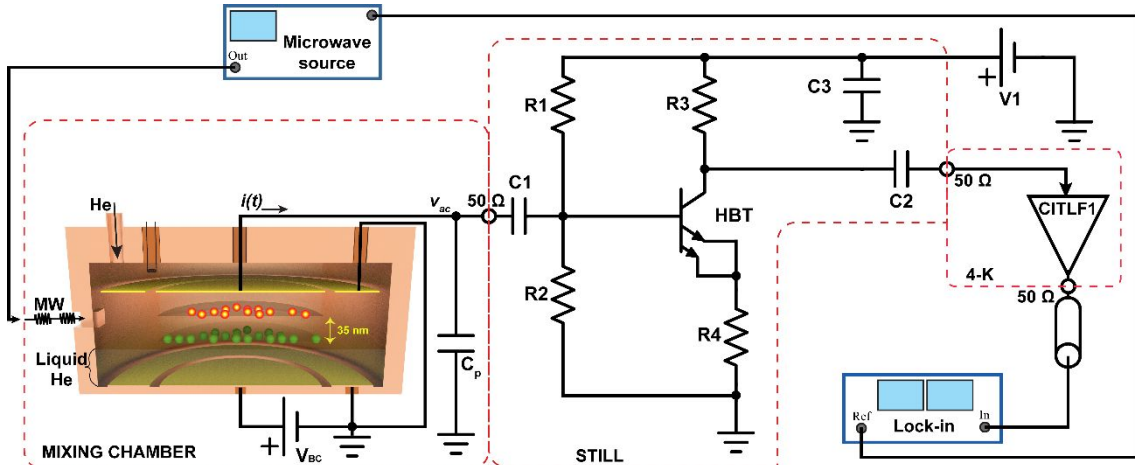 Microwave
source
Out
R1
R3
C3
V1
+
He
i(t)
v_ac
50 Ω
C1
HBT
C2
50 Ω
CITLF1
4-K
50 Ω
MW
35 nm
R2
R4
Liquid
He
C_p
+
V_BC
MIXING CHAMBER
STILL
Ref
Lock-in
In